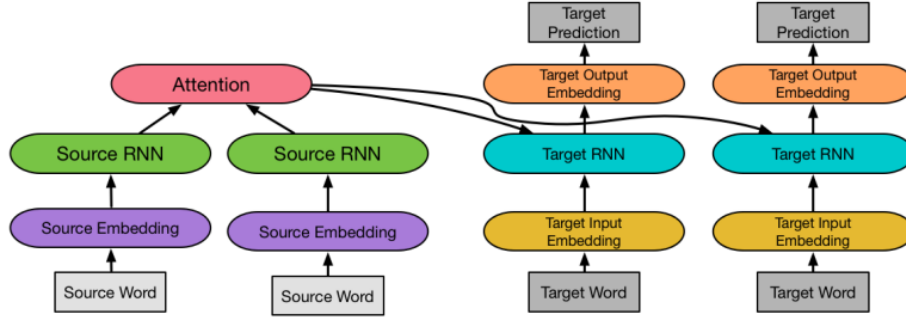 Target
Prediction
Target
Prediction
Attention
Target Output
Embedding
Target Output
Embedding
Source RNN
Source RNN
Target RNN
Target RNN
Source Embedding
Source Embedding
Target Input
Embedding
Target Input
Embedding
Source Word
Source Word
Target Word
Target Word